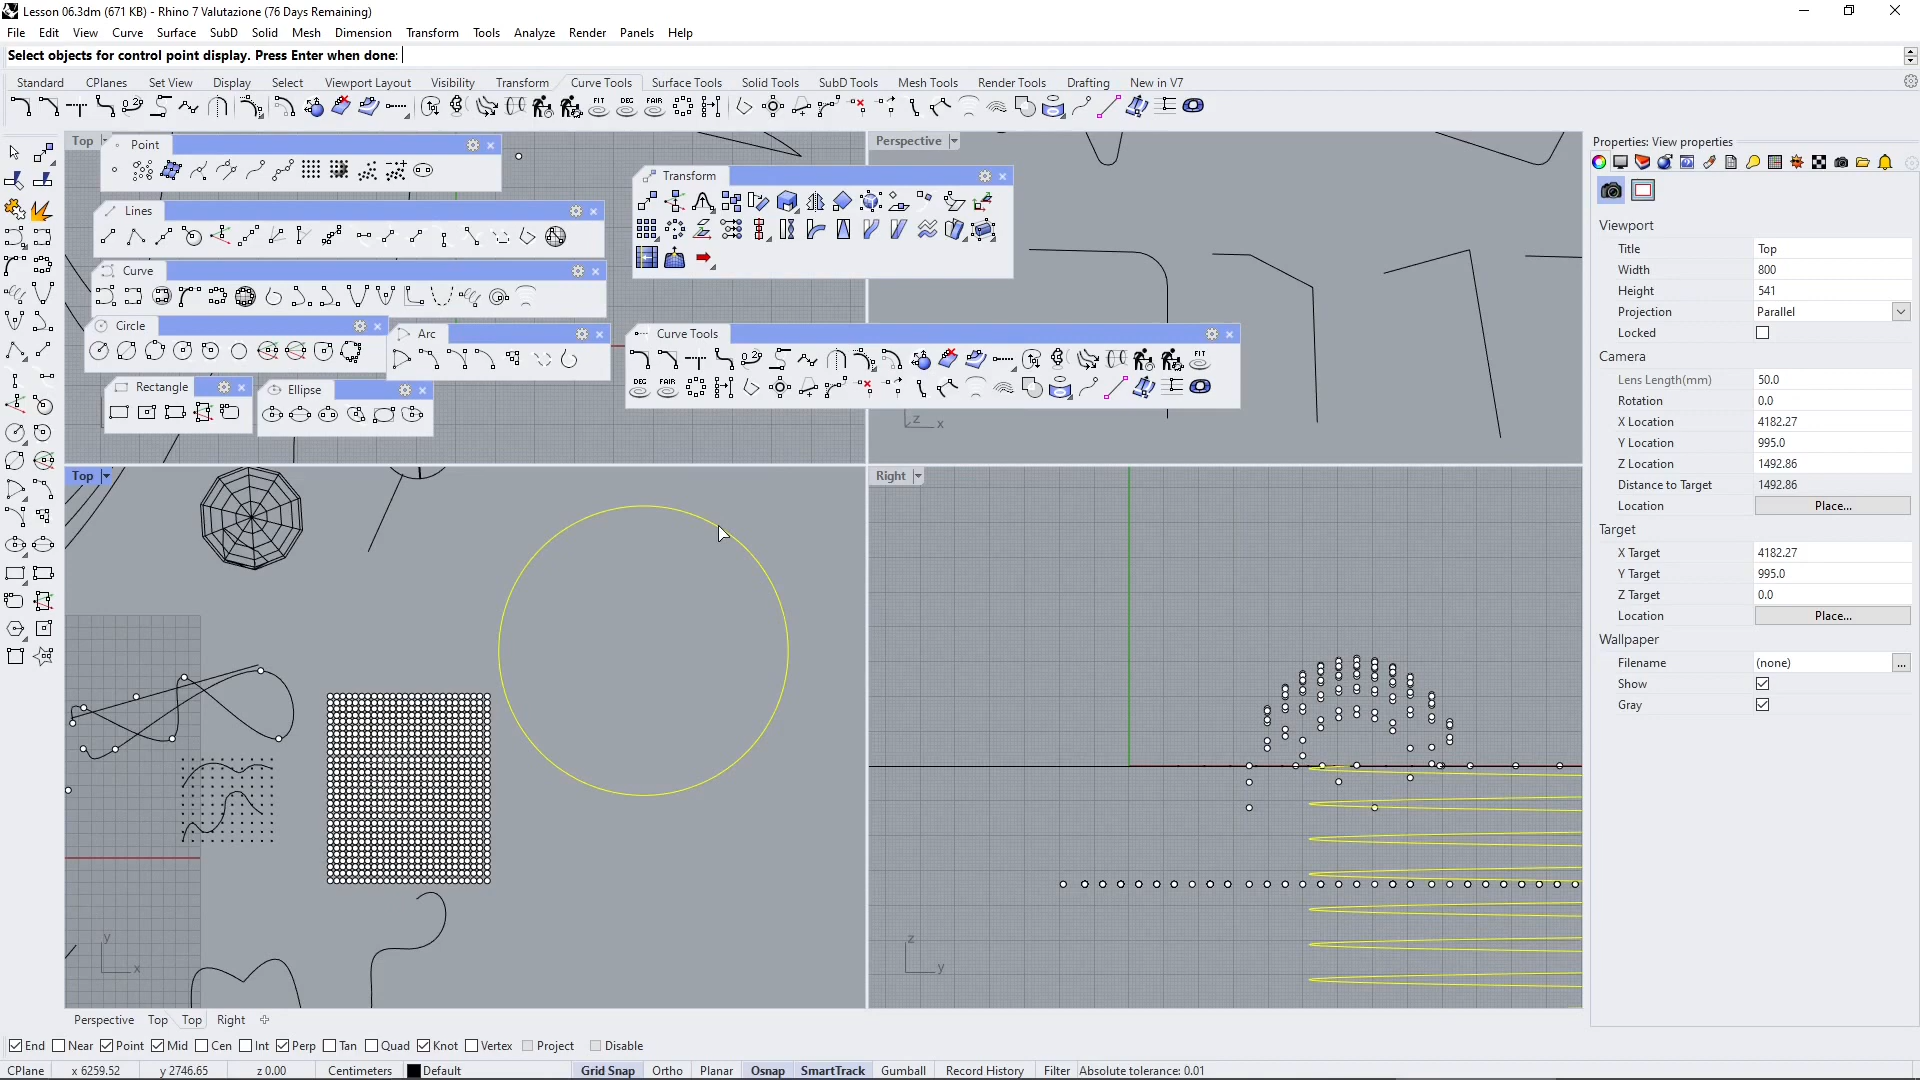 Lesson 06.3dm (671 KB) - Rhino 7 Valutazione (76 Days Remaining)
File Edit View Curve Surface SubD Solid Mesh Dimension Transform Tools Analyze Render Panels Help
Select objects for control point display. Press Enter when done:
Standard CPlanes Set View Display Select Viewport Layout Visibility Transform Curve Tools Surface Tools Solid Tools SubD Tools Mesh Tools Render Tools Drafting New in V7
FIT DEG FAIR
Top
Point
Lines
Curve
Circle
Arc
Rectangle
Ellipse
Perspective
Transform
Curve Tools
FIT
DEG FAIR
z x
Top
y
x
Right
z
y
Properties: View properties
Viewport
Title Top
Width 800
Height 541
Projection Parallel
Locked
Camera
Lens Length(mm) 50.0
Rotation 0.0
X Location 4182.27
Y Location 995.0
Z Location 1492.86
Distance to Target 1492.86
Location Place...
Target
X Target 4182.27
Y Target 995.0
Z Target 0.0
Location Place...
Wallpaper
Filename (none) ...
Show
Gray
Perspective Top Top Right
End Near Point Mid Cen Int Perp Tan Quad Knot Vertex Project Disable
CPlane x 6259.52 y 2746.65 z 0.00 Centimeters Default Grid Snap Ortho Planar Osnap SmartTrack Gumball Record History Filter Absolute tolerance: 0.01